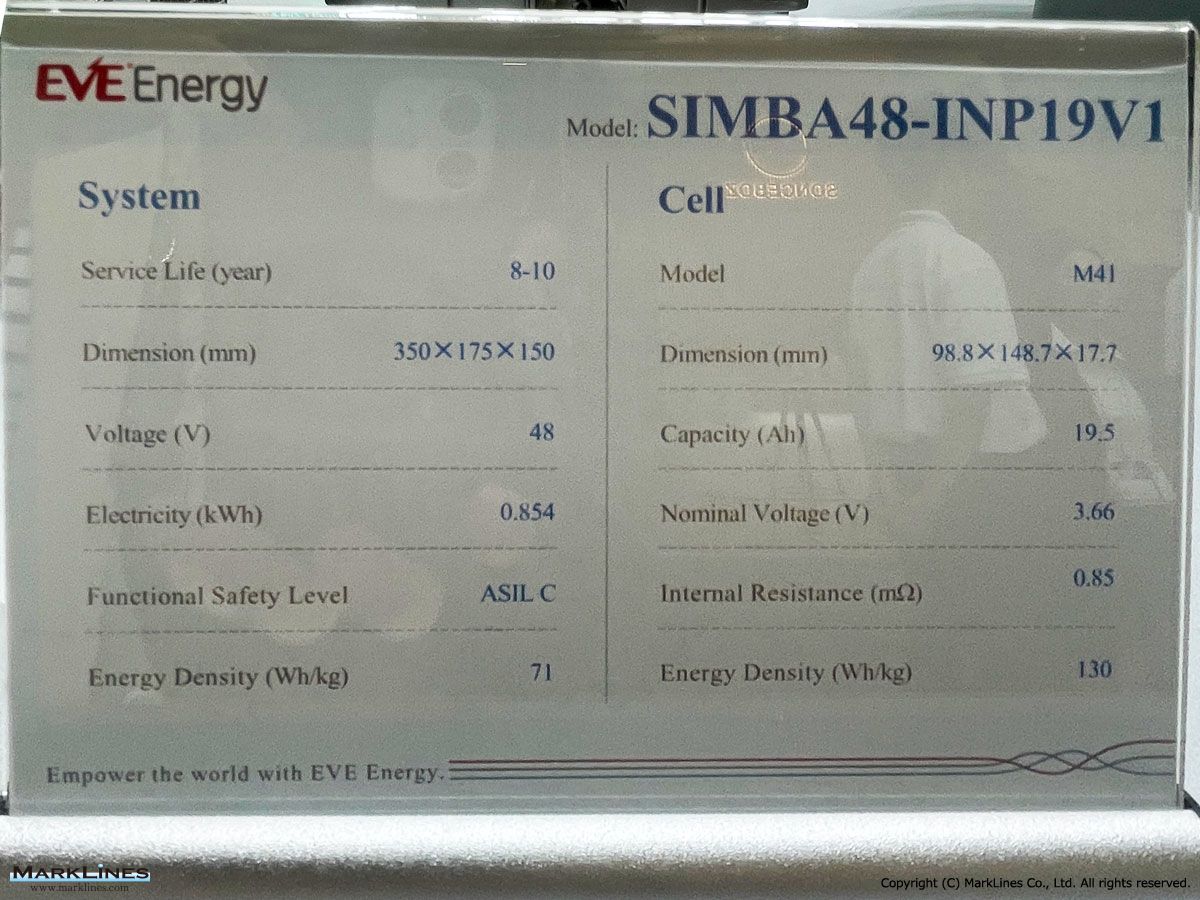 EVE Energy
Model: SIMBA48-INP19V1
System
Service Life (year) 8-10
Dimension (mm) 350×175×150
Voltage (V) 48
Electricity (kWh) 0.854
Functional Safety Level ASIL C
Energy Density (Wh/kg) 71
Cell
Model M41
Dimension (mm) 98.8×148.7×17.7
Capacity (Ah) 19.5
Nominal Voltage (V) 3.66
Internal Resistance (mΩ) 0.85
Energy Density (Wh/kg) 130
Empower the world with EVE Energy.
MARKLINES
www.marklines.com
Copyright (C) MarkLines Co., Ltd. All rights reserved.